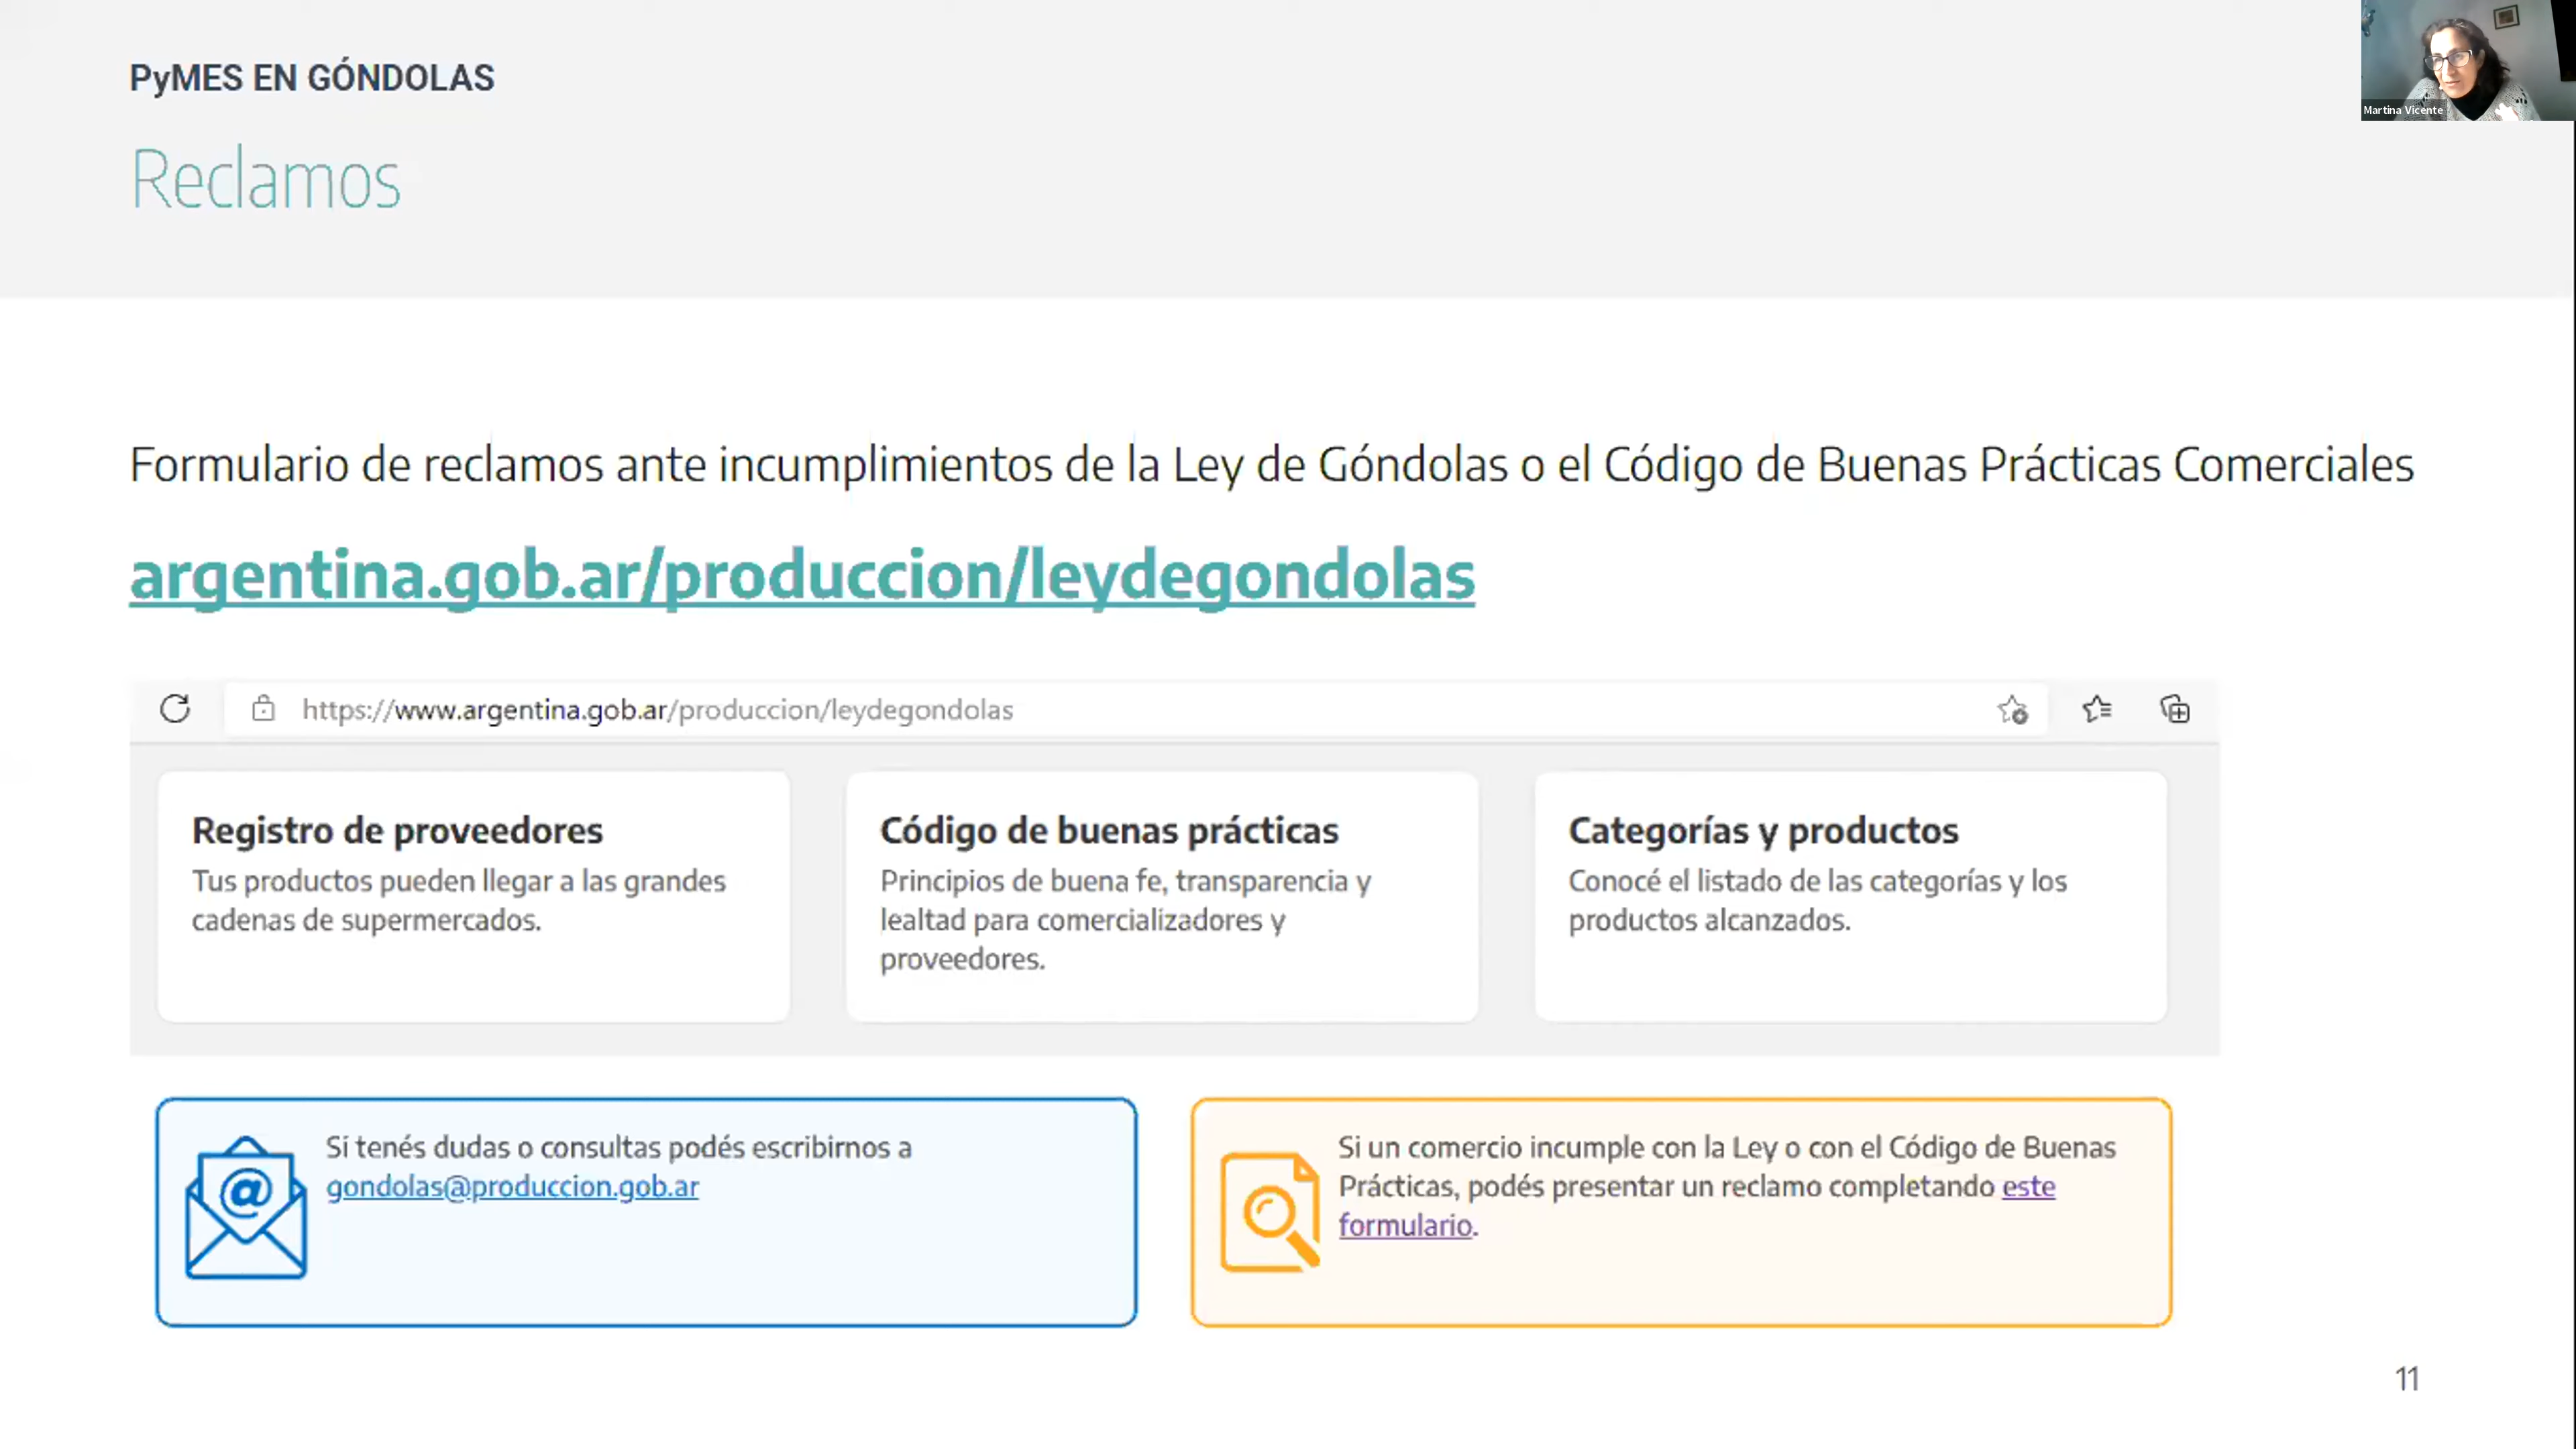 PyMES EN GÓNDOLAS
Martina Vicente
Reclamos
Formulario de reclamos ante incumplimientos de la Ley de Góndolas o el Código de Buenas Prácticas Comerciales
argentina.gob.ar/produccion/leydegondolas
https://www.argentina.gob.ar/produccion/leydegondolas
Registro de proveedores
Tus productos pueden llegar a las grandes
cadenas de supermercados.
Código de buenas prácticas
Principios de buena fe, transparencia y
lealtad para comercializadores y
proveedores.
Categorías y productos
Conocé el listado de las categorías y los
productos alcanzados.
Si tenés dudas o consultas podés escribirnos a
gondolas@produccion.gob.ar
Si un comercio incumple con la Ley o con el Código de Buenas
Prácticas, podés presentar un reclamo completando este
formulario.
11